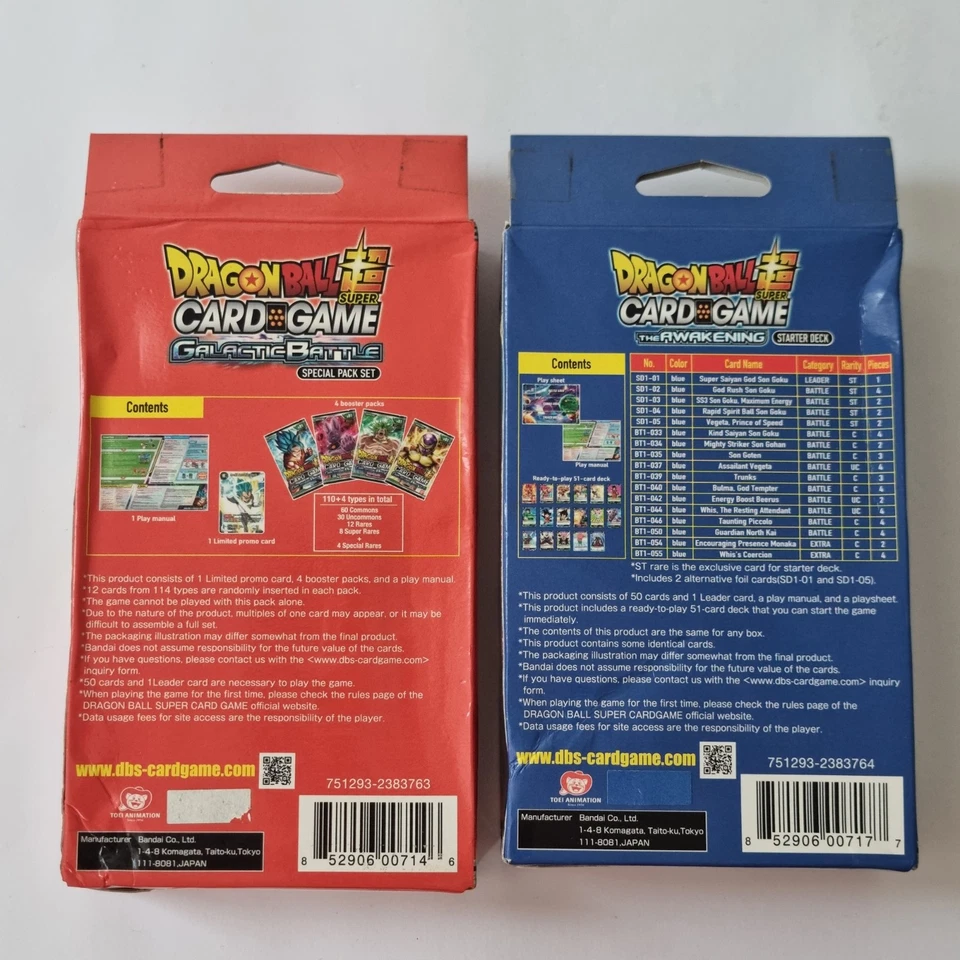 DRAGON BALL 超
SUPER
CARD GAME
GALACTIC BATTLE
SPECIAL PACK SET
Contents
4 booster packs
1 Play manual
1 Limited promo card
110+4 types in total
60 Commons
30 Uncommons
12 Rares
8 Super Rares
+
4 Special Rares
*This product consists of 1 Limited promo card, 4 booster packs, and a play manual.
*12 cards from 114 types are randomly inserted in each pack.
*The game cannot be played with this pack alone.
*Due to the nature of the product, multiples of one card may appear, or it may be
difficult to assemble a full set.
*The packaging illustration may differ somewhat from the final product.
*Bandai does not assume responsibility for the future value of the cards.
*If you have questions, please contact us with the <www.dbs-cardgame.com>
inquiry form.
*50 cards and 1Leader card are necessary to play the game.
*When playing the game for the first time, please check the rules page of the
DRAGON BALL SUPER CARD GAME official website.
*Data usage fees for site access are the responsibility of the player.
www.dbs-cardgame.com
751293-2383763
TOEI ANIMATION
Manufacturer Bandai Co., Ltd.
1-4-8 Komagata, Taito-ku,Tokyo
111-8081,JAPAN
8 52906 00714 6
DRAGON BALL 超
SUPER
CARD GAME
THE AWAKENING STARTER DECK
Contents
Play sheet
Play manual
Ready-to-play 51-card deck
No. Color Card Name Category Rarity Pieces
SD1-01 blue Super Saiyan God Son Goku LEADER ST 1
SD1-02 blue God Rush Son Goku BATTLE ST 4
SD1-03 blue SS3 Son Goku, Maximum Energy BATTLE ST 2
SD1-04 blue Rapid Spirit Ball Son Goku BATTLE ST 2
SD1-05 blue Vegeta, Prince of Speed BATTLE ST 2
BT1-033 blue Kind Saiyan Son Goku BATTLE C 4
BT1-034 blue Mighty Striker Son Gohan BATTLE C 2
BT1-035 blue Son Goten BATTLE C 3
BT1-037 blue Assailant Vegeta BATTLE UC 4
BT1-039 blue Trunks BATTLE C 3
BT1-040 blue Bulma, God Tempter BATTLE C 4
BT1-042 blue Energy Boost Beerus BATTLE UC 2
BT1-044 blue Whis, The Resting Attendant BATTLE UC 4
BT1-046 blue Taunting Piccolo BATTLE C 4
BT1-050 blue Guardian North Kai BATTLE C 4
BT1-054 blue Encouraging Presence Monaka EXTRA C 2
BT1-055 blue Whis's Coercion EXTRA C 4
*ST rare is the exclusive card for starter deck.
*Includes 2 alternative foil cards(SD1-01 and SD1-05).
*This product consists of 50 cards and 1 Leader card, a play manual, and a playsheet.
*This product includes a ready-to-play 51-card deck that you can start the game
immediately.
*The contents of this product are the same for any box.
*This product contains some identical cards.
*The packaging illustration may differ somewhat from the final product.
*Bandai does not assume responsibility for the future value of the cards.
*If you have questions, please contact us with the <www.dbs-cardgame.com> inquiry
form.
*When playing the game for the first time, please check the rules page of the
DRAGON BALL SUPER CARDGAME official website.
*Data usage fees for site access are the responsibility of the player.
www.dbs-cardgame.com
751293-2383764
TOEI ANIMATION
Manufacturer Bandai Co., Ltd.
1-4-8 Komagata, Taito-ku,Tokyo
111-8081,JAPAN
8 52906 00717 7